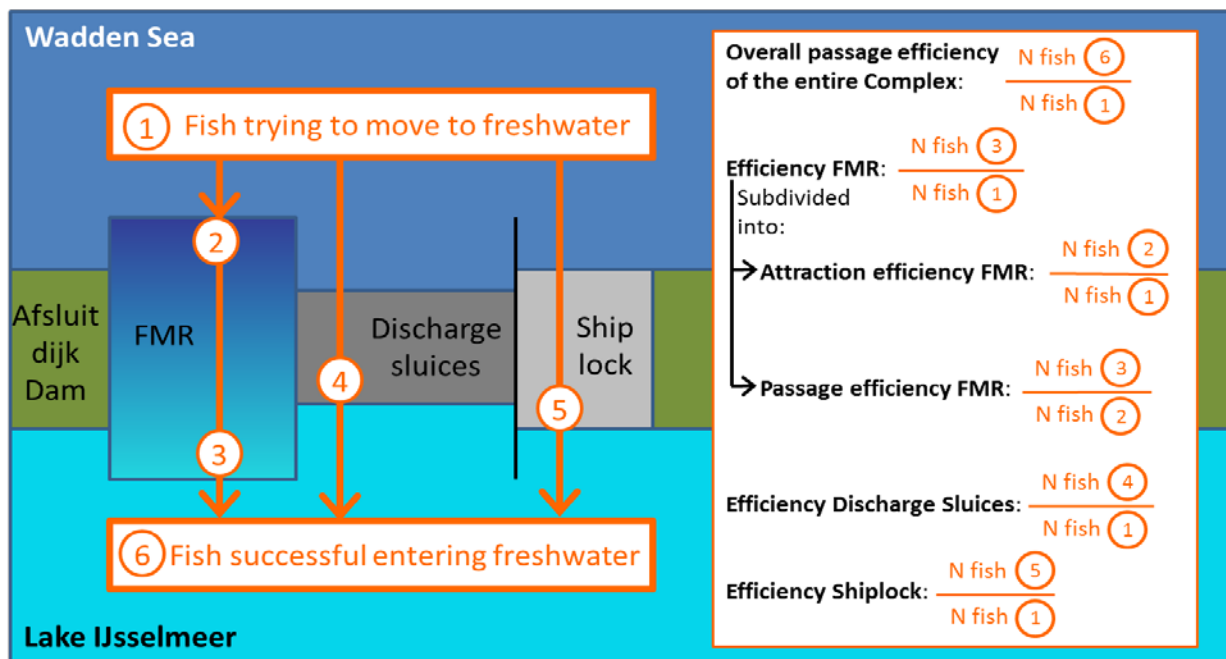 Wadden Sea
1 Fish trying to move to freshwater
2
Afsluit
dijk
Dam
FMR
Discharge
sluices
Ship
lock
4
5
3
6 Fish successful entering freshwater
Lake IJsselmeer
Overall passage efficiency
of the entire Complex:
N fish 6
N fish 1
Efficiency FMR:
N fish 3
N fish 1
Subdivided
into:
Attraction efficiency FMR:
N fish 2
N fish 1
Passage efficiency FMR:
N fish 3
N fish 2
Efficiency Discharge Sluices:
N fish 4
N fish 1
Efficiency Shiplock:
N fish 5
N fish 1